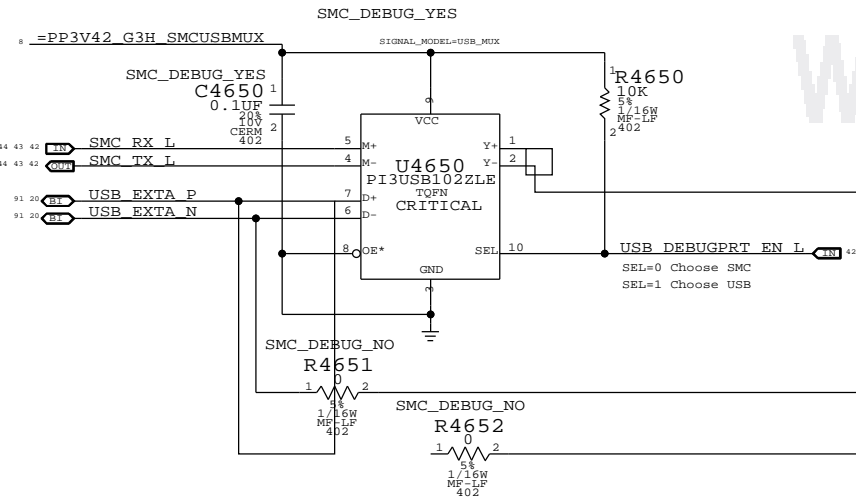 SMC_DEBUG_YES
8 =PP3V42_G3H_SMCUSBMUX
SIGNAL_MODEL=USB_MUX
SMC_DEBUG_YES
C4650
1
0.1UF
20%
10V
CERM
402
2
9
VCC
1
R4650
10K
5%
1/16W
MF-LF
402
2
44 43 42 IN SMC_RX_L 5 M+
44 43 42 OUT SMC_TX_L 4 M-
Y+ 1
Y- 2
U4650
PI3USB102ZLE
TQFN
CRITICAL
91 20 BI USB_EXTA_P 7 D+
91 20 BI USB_EXTA_N 6 D-
8 OE*
SEL 10 USB_DEBUGPRT_EN_L IN 42
SEL=0 Choose SMC
SEL=1 Choose USB
GND
3
SMC_DEBUG_NO
R4651
1 0 2
5%
1/16W
MF-LF
402
SMC_DEBUG_NO
R4652
1 0 2
5%
1/16W
MF-LF
402